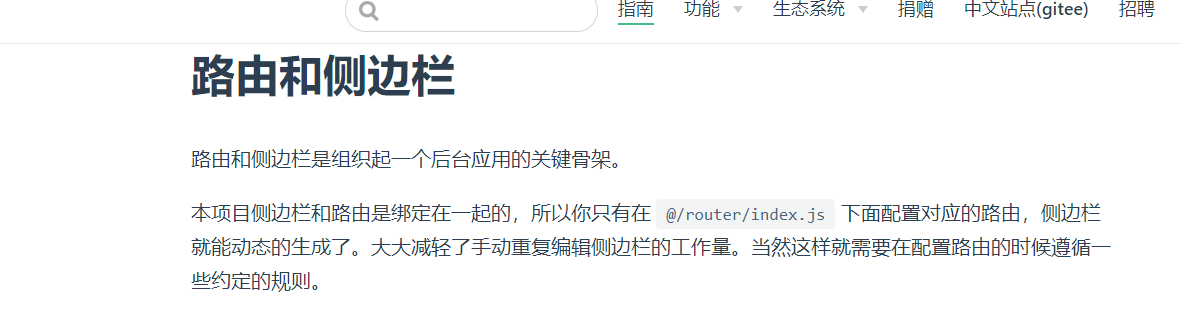 指南 功能 生态系统 捐赠 中文站点(gitee) 招聘
路由和侧边栏
路由和侧边栏是组织起一个后台应用的关键骨架。
本项目侧边栏和路由是绑定在一起的，所以你只有在 @/router/index.js 下面配置对应的路由，侧边栏
就能动态的生成了。大大减轻了手动重复编辑侧边栏的工作量。当然这样就需要在配置路由的时候遵循一
些约定的规则。